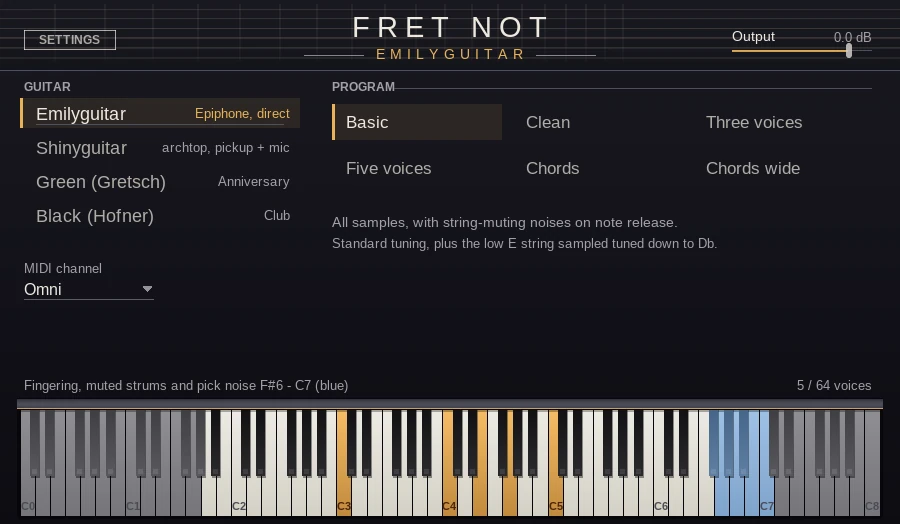 SETTINGS
FRET NOT
EMILYGUITAR
Output 0.0 dB
GUITAR
Emilyguitar Epiphone, direct
Shinyguitar archtop, pickup + mic
Green (Gretsch) Anniversary
Black (Hofner) Club
MIDI channel
Omni
PROGRAM
Basic Clean Three voices
Five voices Chords Chords wide
All samples, with string-muting noises on note release.
Standard tuning, plus the low E string sampled tuned down to Db.
Fingering, muted strums and pick noise F#6 - C7 (blue) 5 / 64 voices
C0 C1 C2 C3 C4 C5 C6 C7 C8